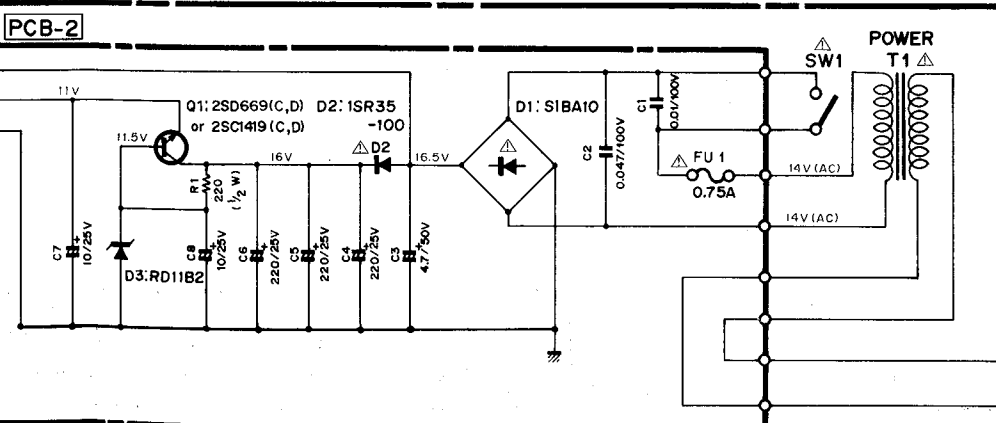 PCB-2
POWER
T1
SW1
11V
Q1:2SD669(C,D)
or 2SC1419(C,D)
D2:1SR35
-100
D1:S1BA10
C1
0.01/100V
11.5V
16V
D2
16.5V
C2
0.047/100V
FU1
0.75A
14V(AC)
R1
220
(1/2 W)
14V(AC)
C7
10/25V
D3:RD11B2
C8
10/25V
C6
220/25V
C5
220/25V
C4
220/25V
C3
4.7/50V